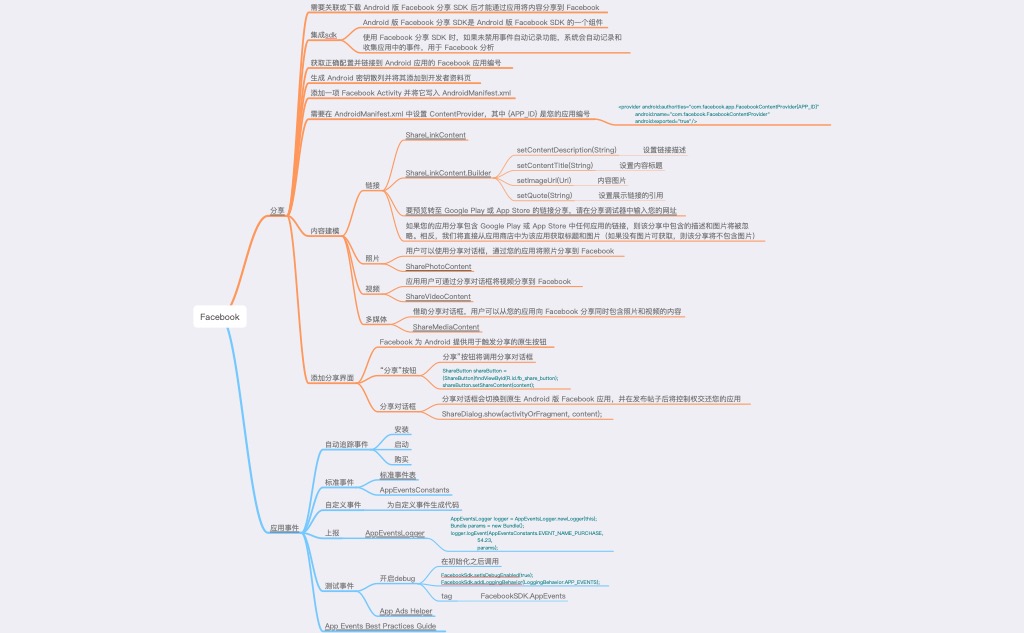 Facebook
分享
需要关联或下载 Android 版 Facebook 分享 SDK 后才能通过应用将内容分享到 Facebook
集成sdk
Android 版 Facebook 分享 SDK是 Android 版 Facebook SDK 的一个组件
使用 Facebook 分享 SDK 时，如果未禁用事件自动记录功能，系统会自动记录和
收集应用中的事件，用于 Facebook 分析
获取正确配置并链接到 Android 应用的 Facebook 应用编号
生成 Android 密钥散列并将其添加到开发者资料页
添加一项 Facebook Activity 并将它写入 AndroidManifest.xml
需要在 AndroidManifest.xml 中设置 ContentProvider，其中 {APP_ID} 是您的应用编号
<provider android:authorities="com.facebook.app.FacebookContentProvider{APP_ID}"
android:name="com.facebook.FacebookContentProvider"
android:exported="true"/>
内容建模
链接
ShareLinkContent
ShareLinkContent.Builder
setContentDescription(String) 设置链接描述
setContentTitle(String) 设置内容标题
setImageUrl(Uri) 内容图片
setQuote(String) 设置展示链接的引用
要预览转至 Google Play 或 App Store 的链接分享，请在分享调试器中输入您的网址
如果您的应用分享包含 Google Play 或 App Store 中任何应用的链接，则该分享中包含的描述和图片将被忽
略。相反，我们将直接从应用商店中为该应用获取标题和图片（如果没有图片可获取，则该分享将不包含图片）
照片
用户可以使用分享对话框，通过您的应用将照片分享到 Facebook
SharePhotoContent
视频
应用用户可通过分享对话框将视频分享到 Facebook
ShareVideoContent
多媒体
借助分享对话框，用户可以从您的应用向 Facebook 分享同时包含照片和视频的内容
ShareMediaContent
添加分享界面
Facebook 为 Android 提供用于触发分享的原生按钮
“分享”按钮
分享”按钮将调用分享对话框
ShareButton shareButton =
(ShareButton)findViewById(R.id.fb_share_button);
shareButton.setShareContent(content);
分享对话框
分享对话框会切换到原生 Android 版 Facebook 应用，并在发布帖子后将控制权交还您的应用
ShareDialog.show(activityOrFragment, content);
应用事件
自动追踪事件
安装
启动
购买
标准事件
标准事件表
AppEventsConstants
自定义事件 为自定义事件生成代码
上报 AppEventsLogger
AppEventsLogger logger = AppEventsLogger.newLogger(this);
Bundle params = new Bundle();
logger.logEvent(AppEventsConstants.EVENT_NAME_PURCHASE,
54.23,
params);
测试事件
开启debug
在初始化之后调用
FacebookSdk.setIsDebugEnabled(true);
FacebookSdk.addLoggingBehavior(LoggingBehavior.APP_EVENTS);
tag FacebookSDK.AppEvents
App Ads Helper
App Events Best Practices Guide